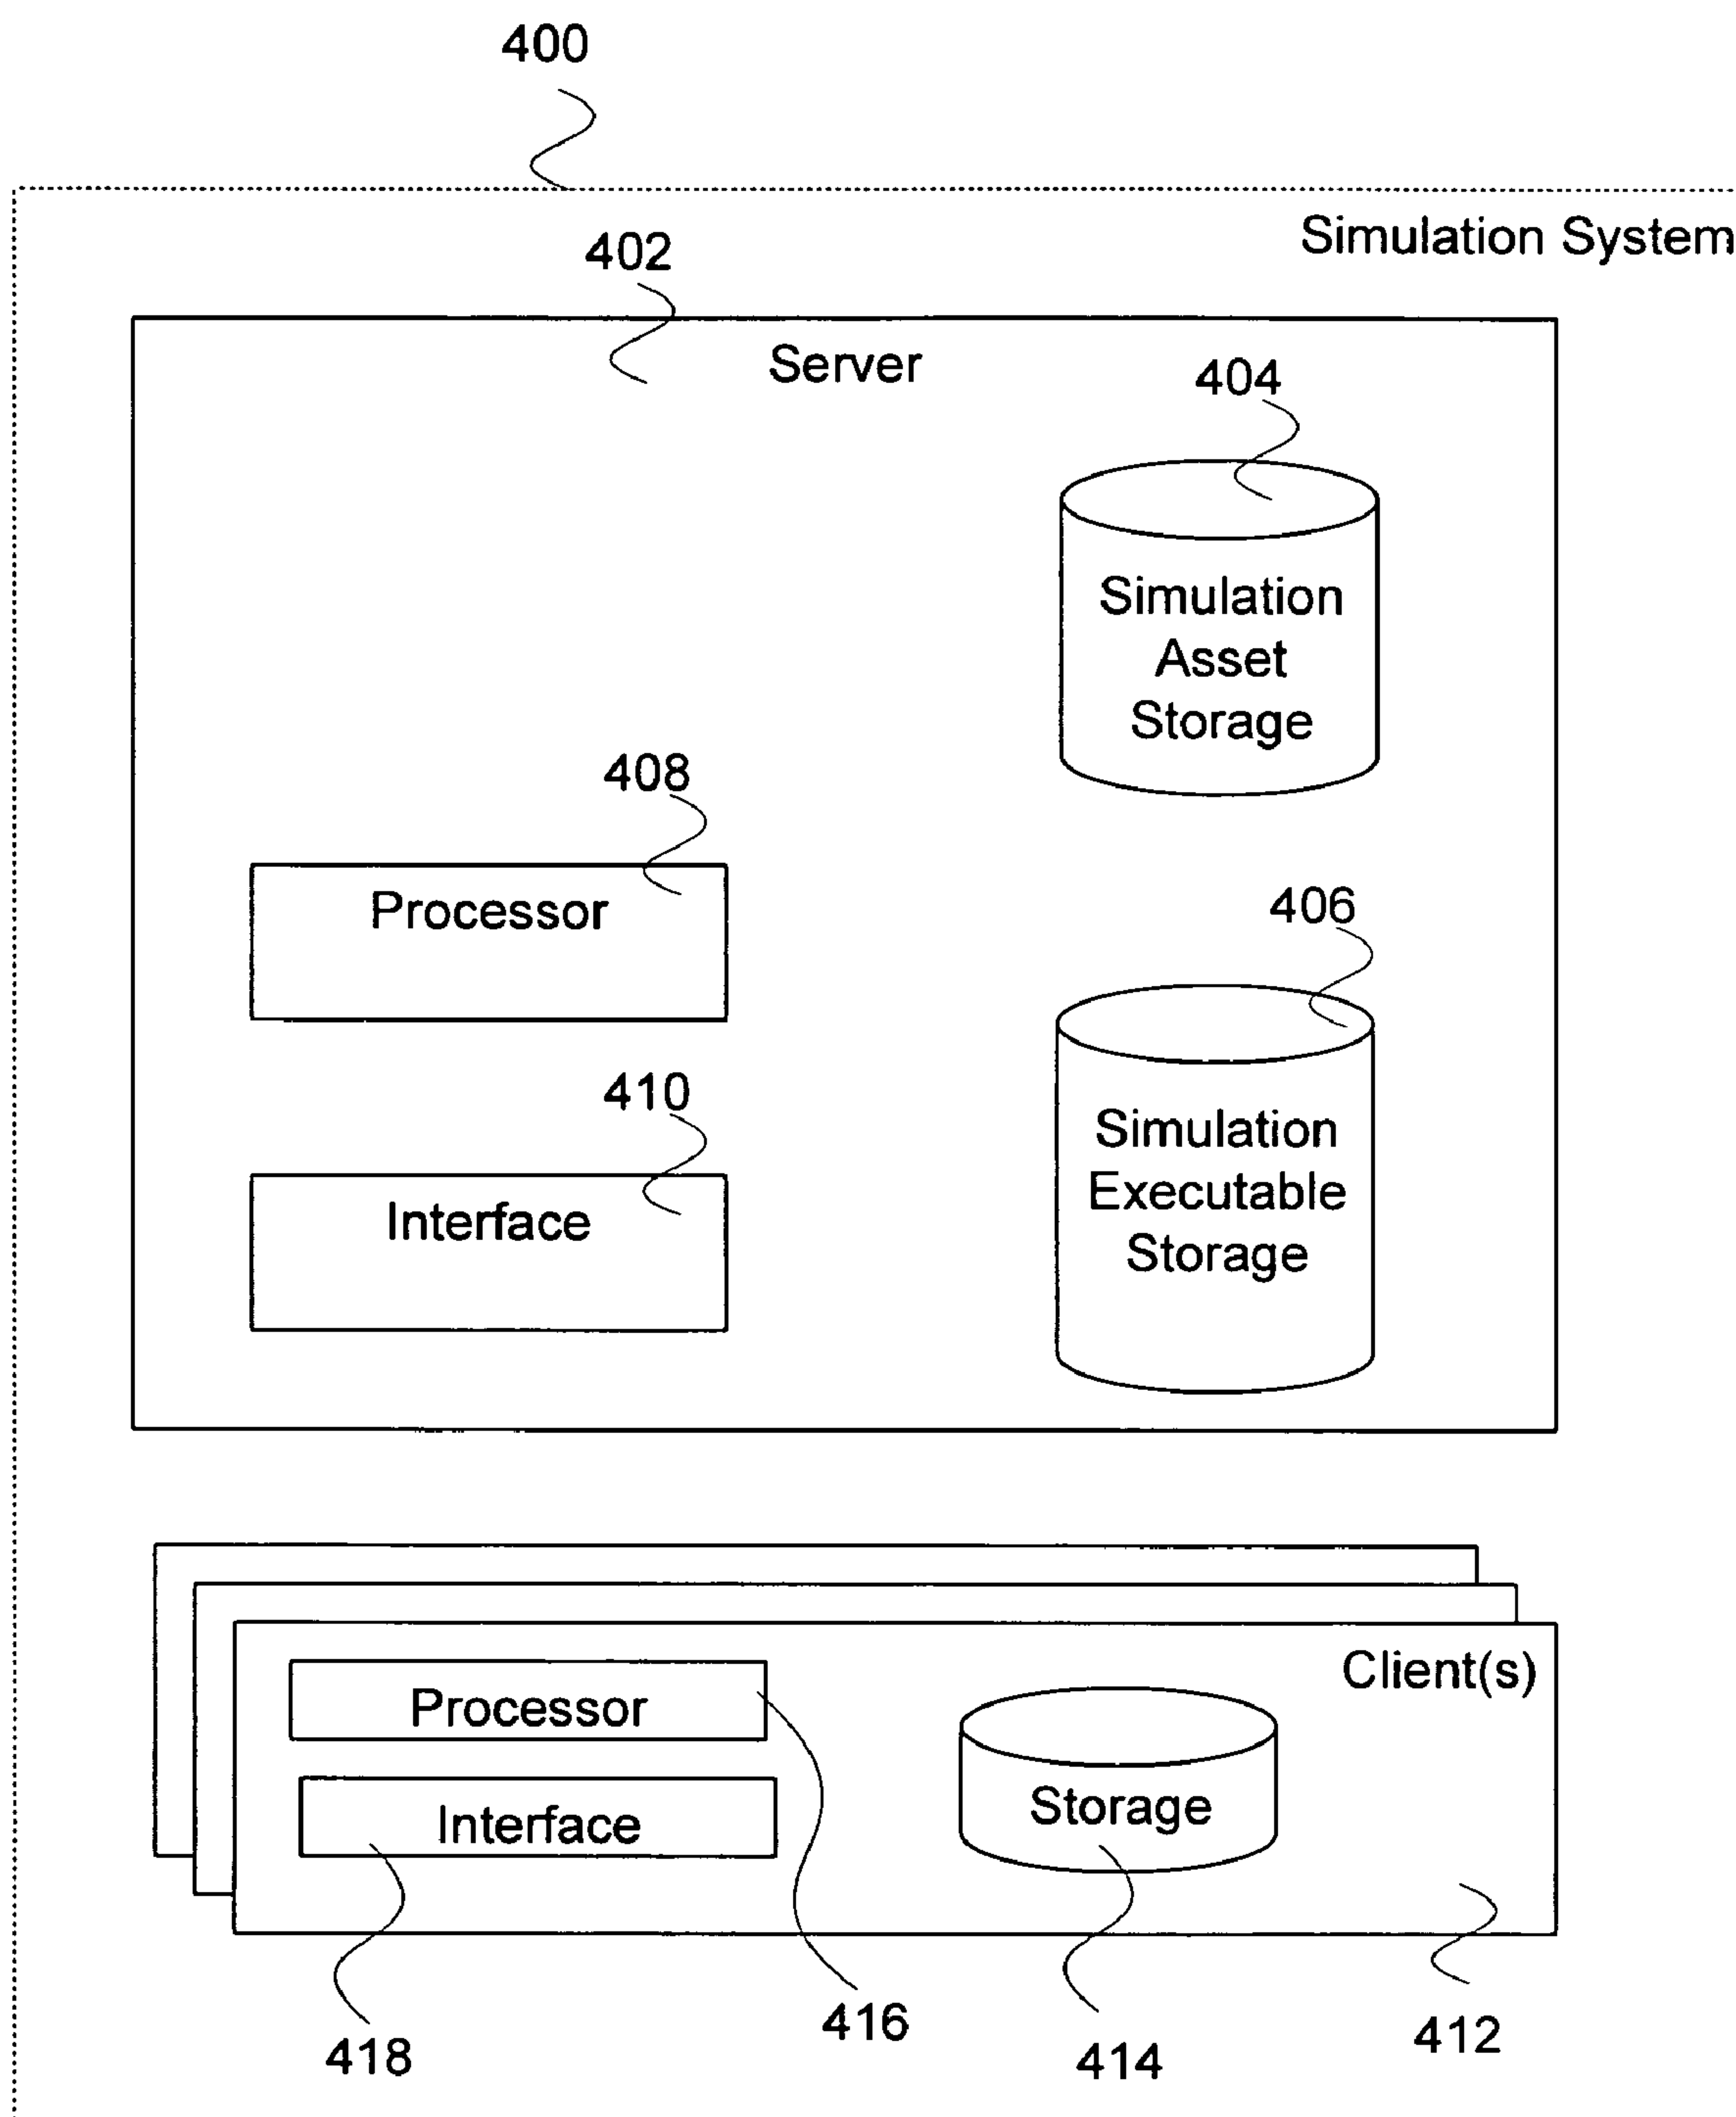 400
Simulation System
402
Server
404
Simulation
Asset
Storage
408
Processor
406
410
Simulation
Executable
Storage
Interface
Client(s)
Processor
Storage
Interface
416
412
418
414